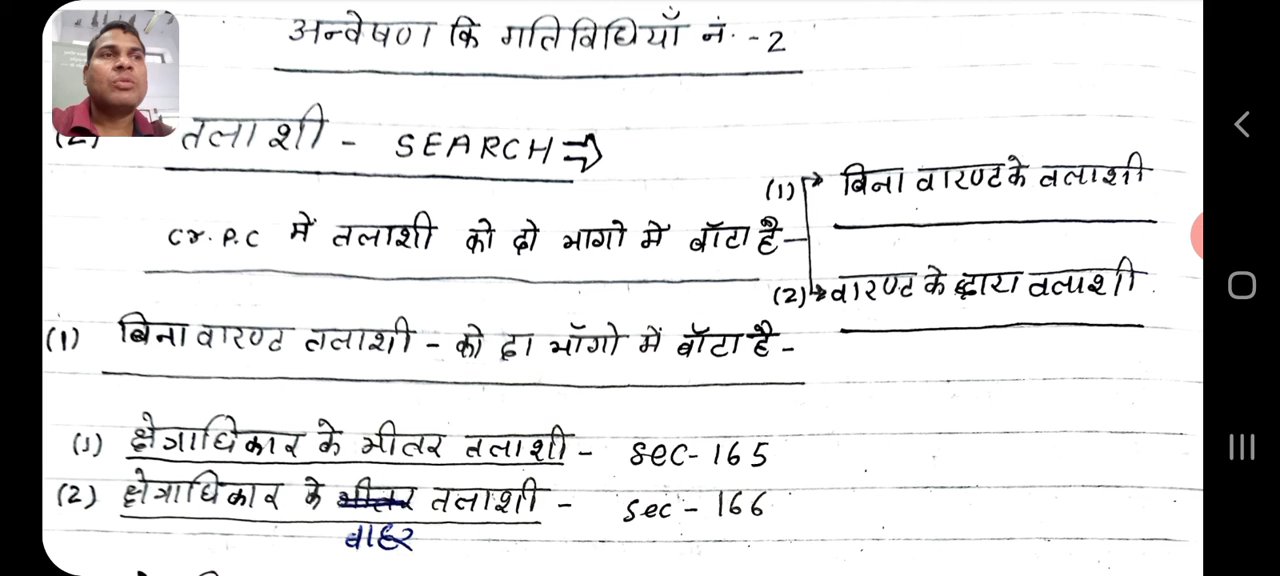 अन्वेषण कि गतिविधियाँ नं. - 2
तलाशी - SEARCH ⇒
Cr. P.C में तलाशी को दो भागो में बॉटा है -
(1) → बिना वारण्ट के तलाशी
(2) → वारण्ट के द्वारा तलाशी
(1) बिना वारण्ट तलाशी - को दा भॉगो में बॉटा है -
(1) क्षेत्राधिकार के भीतर तलाशी - Sec - 165
(2) क्षेत्राधिकार के भीतर तलाशी - Sec - 166
बाहर